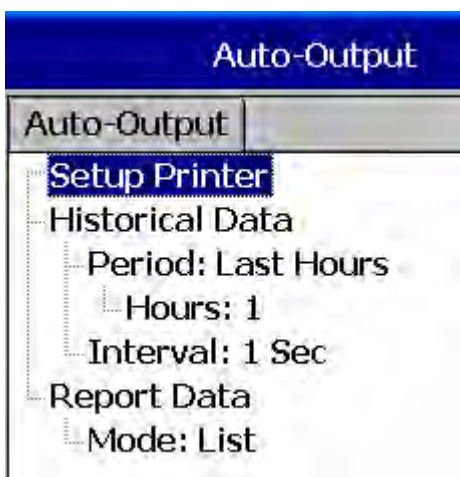 Auto-Output
Auto-Output
Setup Printer
Historical Data
Period: Last Hours
Hours: 1
Interval: 1 Sec
Report Data
Mode: List